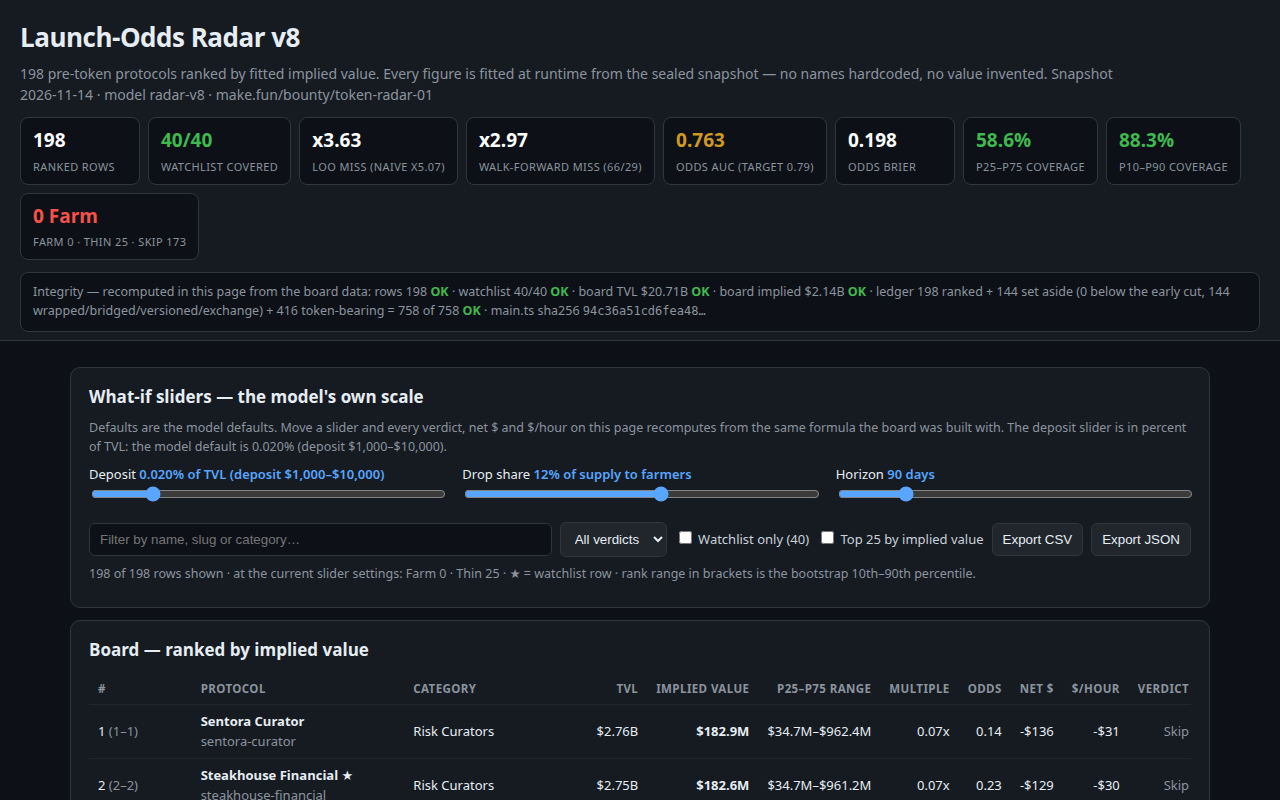 Launch-Odds Radar v8
198 pre-token protocols ranked by fitted implied value. Every figure is fitted at runtime from the sealed snapshot — no names hardcoded, no value invented. Snapshot
2026-11-14 · model radar-v8 · make.fun/bounty/token-radar-01
198
RANKED ROWS
40/40
WATCHLIST COVERED
x3.63
LOO MISS (NAIVE X5.07)
x2.97
WALK-FORWARD MISS (66/29)
0.763
ODDS AUC (TARGET 0.79)
0.198
ODDS BRIER
58.6%
P25–P75 COVERAGE
88.3%
P10–P90 COVERAGE
0 Farm
FARM 0 · THIN 25 · SKIP 173
Integrity — recomputed in this page from the board data: rows 198 OK · watchlist 40/40 OK · board TVL $20.71B OK · board implied $2.14B OK · ledger 198 ranked + 144 set aside (0 below the early cut, 144
wrapped/bridged/versioned/exchange) + 416 token-bearing = 758 of 758 OK · main.ts sha256 94c36a51cd6fea48…
What-if sliders — the model's own scale
Defaults are the model defaults. Move a slider and every verdict, net $ and $/hour on this page recomputes from the same formula the board was built with. The deposit slider is in percent
of TVL: the model default is 0.020% (deposit $1,000–$10,000).
Deposit 0.020% of TVL (deposit $1,000–$10,000)
Drop share 12% of supply to farmers
Horizon 90 days
Filter by name, slug or category…
All verdicts
Watchlist only (40)
Top 25 by implied value
Export CSV
Export JSON
198 of 198 rows shown · at the current slider settings: Farm 0 · Thin 25 · ★ = watchlist row · rank range in brackets is the bootstrap 10th–90th percentile.
Board — ranked by implied value
# PROTOCOL CATEGORY TVL IMPLIED VALUE P25–P75 RANGE MULTIPLE ODDS NET $ $/HOUR VERDICT
1 (1–1) Sentora Curator Risk Curators $2.76B $182.9M $34.7M–$962.4M 0.07x 0.14 -$136 -$31 Skip
sentora-curator
2 (2–2) Steakhouse Financial ★ Risk Curators $2.75B $182.6M $34.7M–$961.2M 0.07x 0.23 -$129 -$30 Skip
steakhouse-financial